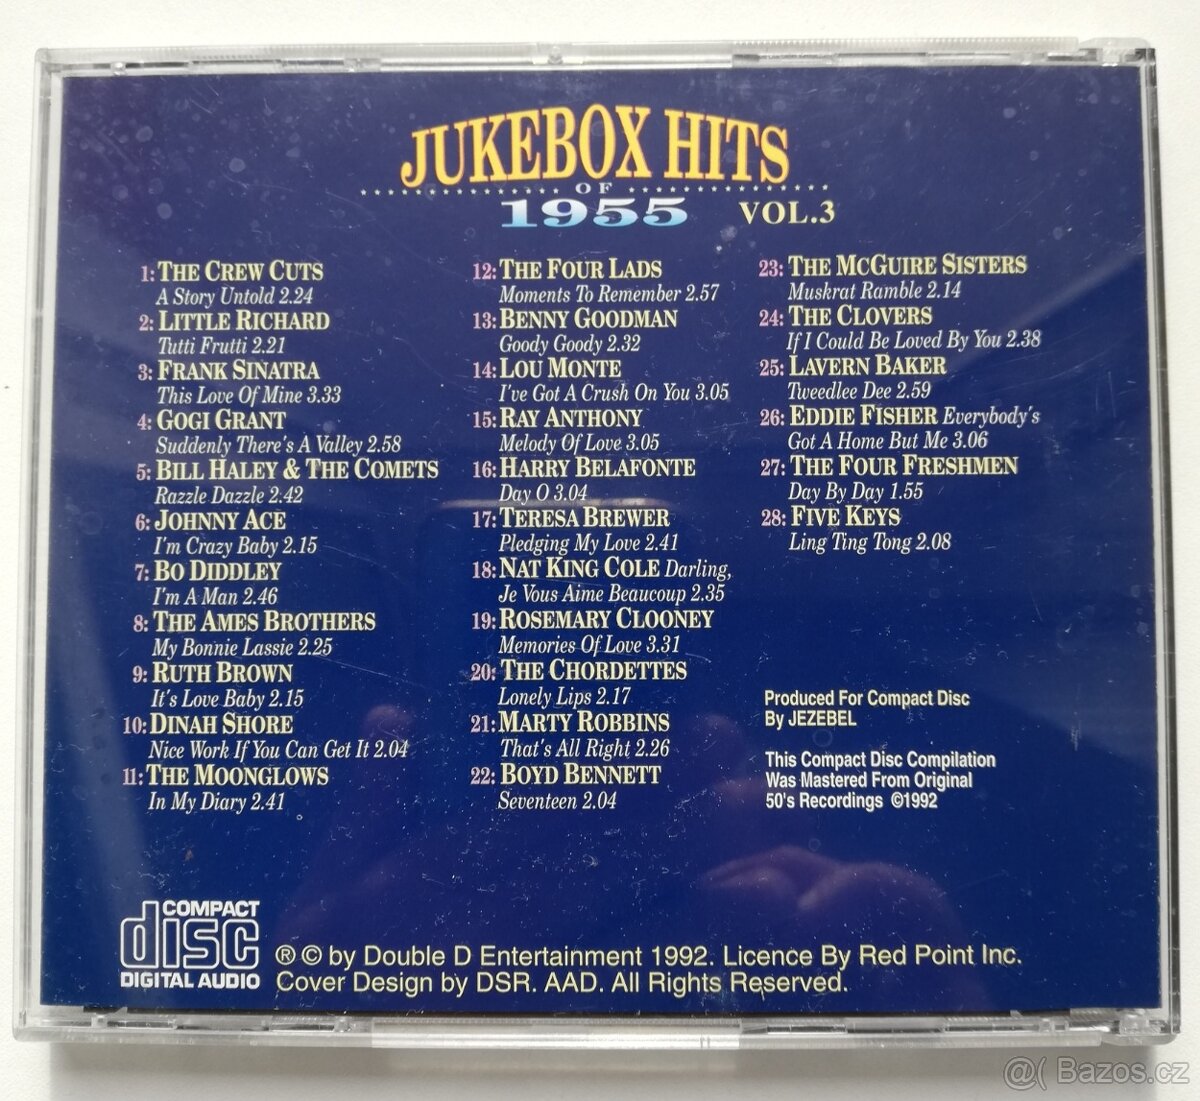 JUKEBOX HITS
OF
1955 VOL.3
1: THE CREW CUTS
A Story Untold 2.24
2: LITTLE RICHARD
Tutti Frutti 2.21
3: FRANK SINATRA
This Love Of Mine 3.33
4: GOGI GRANT
Suddenly There's A Valley 2.58
5: BILL HALEY & THE COMETS
Razzle Dazzle 2.42
6: JOHNNY ACE
I'm Crazy Baby 2.15
7: BO DIDDLEY
I'm A Man 2.46
8: THE AMES BROTHERS
My Bonnie Lassie 2.25
9: RUTH BROWN
It's Love Baby 2.15
10: DINAH SHORE
Nice Work If You Can Get It 2.04
11: THE MOONGLOWS
In My Diary 2.41
12: THE FOUR LADS
Moments To Remember 2.57
13: BENNY GOODMAN
Goody Goody 2.32
14: LOU MONTE
I've Got A Crush On You 3.05
15: RAY ANTHONY
Melody Of Love 3.05
16: HARRY BELAFONTE
Day O 3.04
17: TERESA BREWER
Pledging My Love 2.41
18: NAT KING COLE Darling,
Je Vous Aime Beaucoup 2.35
19: ROSEMARY CLOONEY
Memories Of Love 3.31
20: THE CHORDETTES
Lonely Lips 2.17
21: MARTY ROBBINS
That's All Right 2.26
22: BOYD BENNETT
Seventeen 2.04
23: THE MCGUIRE SISTERS
Muskrat Ramble 2.14
24: THE CLOVERS
If I Could Be Loved By You 2.38
25: LAVERN BAKER
Tweedlee Dee 2.59
26: EDDIE FISHER Everybody's
Got A Home But Me 3.06
27: THE FOUR FRESHMEN
Day By Day 1.55
28: FIVE KEYS
Ling Ting Tong 2.08
Produced For Compact Disc
By JEZEBEL
This Compact Disc Compilation
Was Mastered From Original
50's Recordings ©1992
COMPACT
disc
DIGITAL AUDIO
® © by Double D Entertainment 1992. Licence By Red Point Inc.
Cover Design by DSR. AAD. All Rights Reserved.
@( Bazos.cz